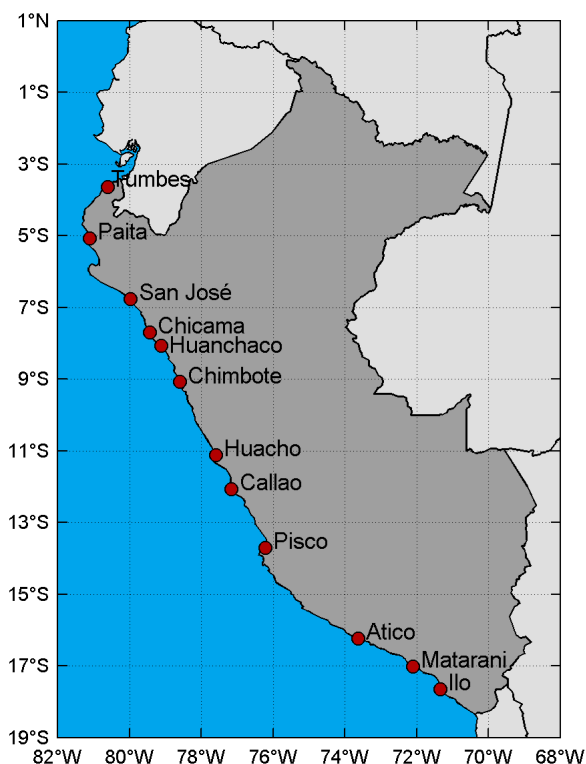 1°N
1°S
3°S
Tumbes
5°S
Paita
San José
7°S
Chicama
Huanchaco
9°S
Chimbote
11°S
Huacho
Callao
13°S
Pisco
15°S
Atico
17°S
Matarani
Ilo
19°S
82°W 80°W 78°W 76°W 74°W 72°W 70°W 68°W